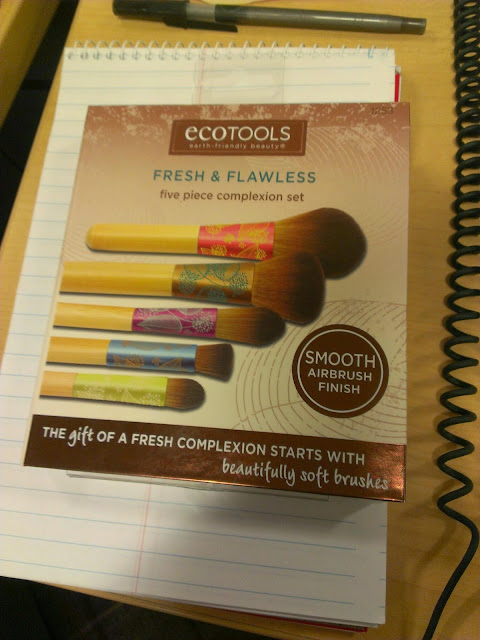 ecoTOOLS
earth-friendly beauty®
FRESH & FLAWLESS
five piece complexion set
SMOOTH
AIRBRUSH
FINISH
THE gift OF A FRESH COMPLEXION STARTS WITH
beautifully soft brushes